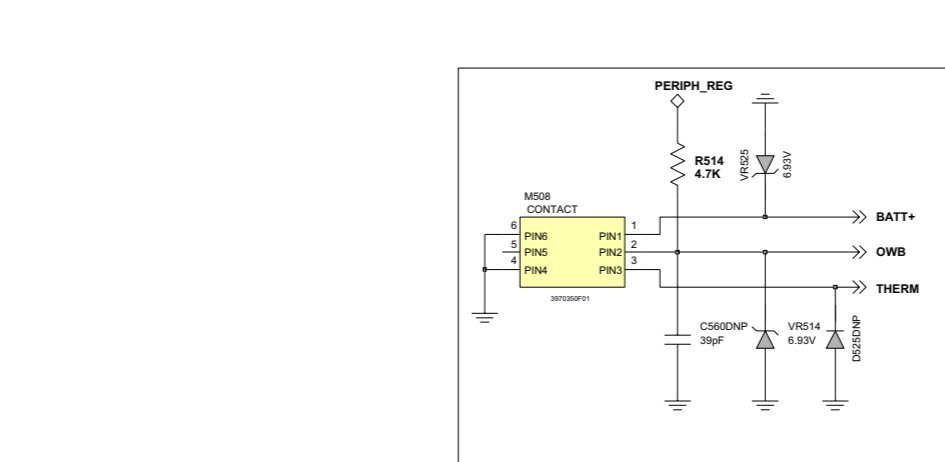 PERIPH_REG
R514
4.7K
VR525
6.93V
M508
CONTACT
6
PIN6
PIN1
1
BATT+
5
PIN5
PIN2
2
OWB
4
PIN4
PIN3
3
THERM
3970350F01
C560DNP
39pF
VR514
6.93V
D525DNP